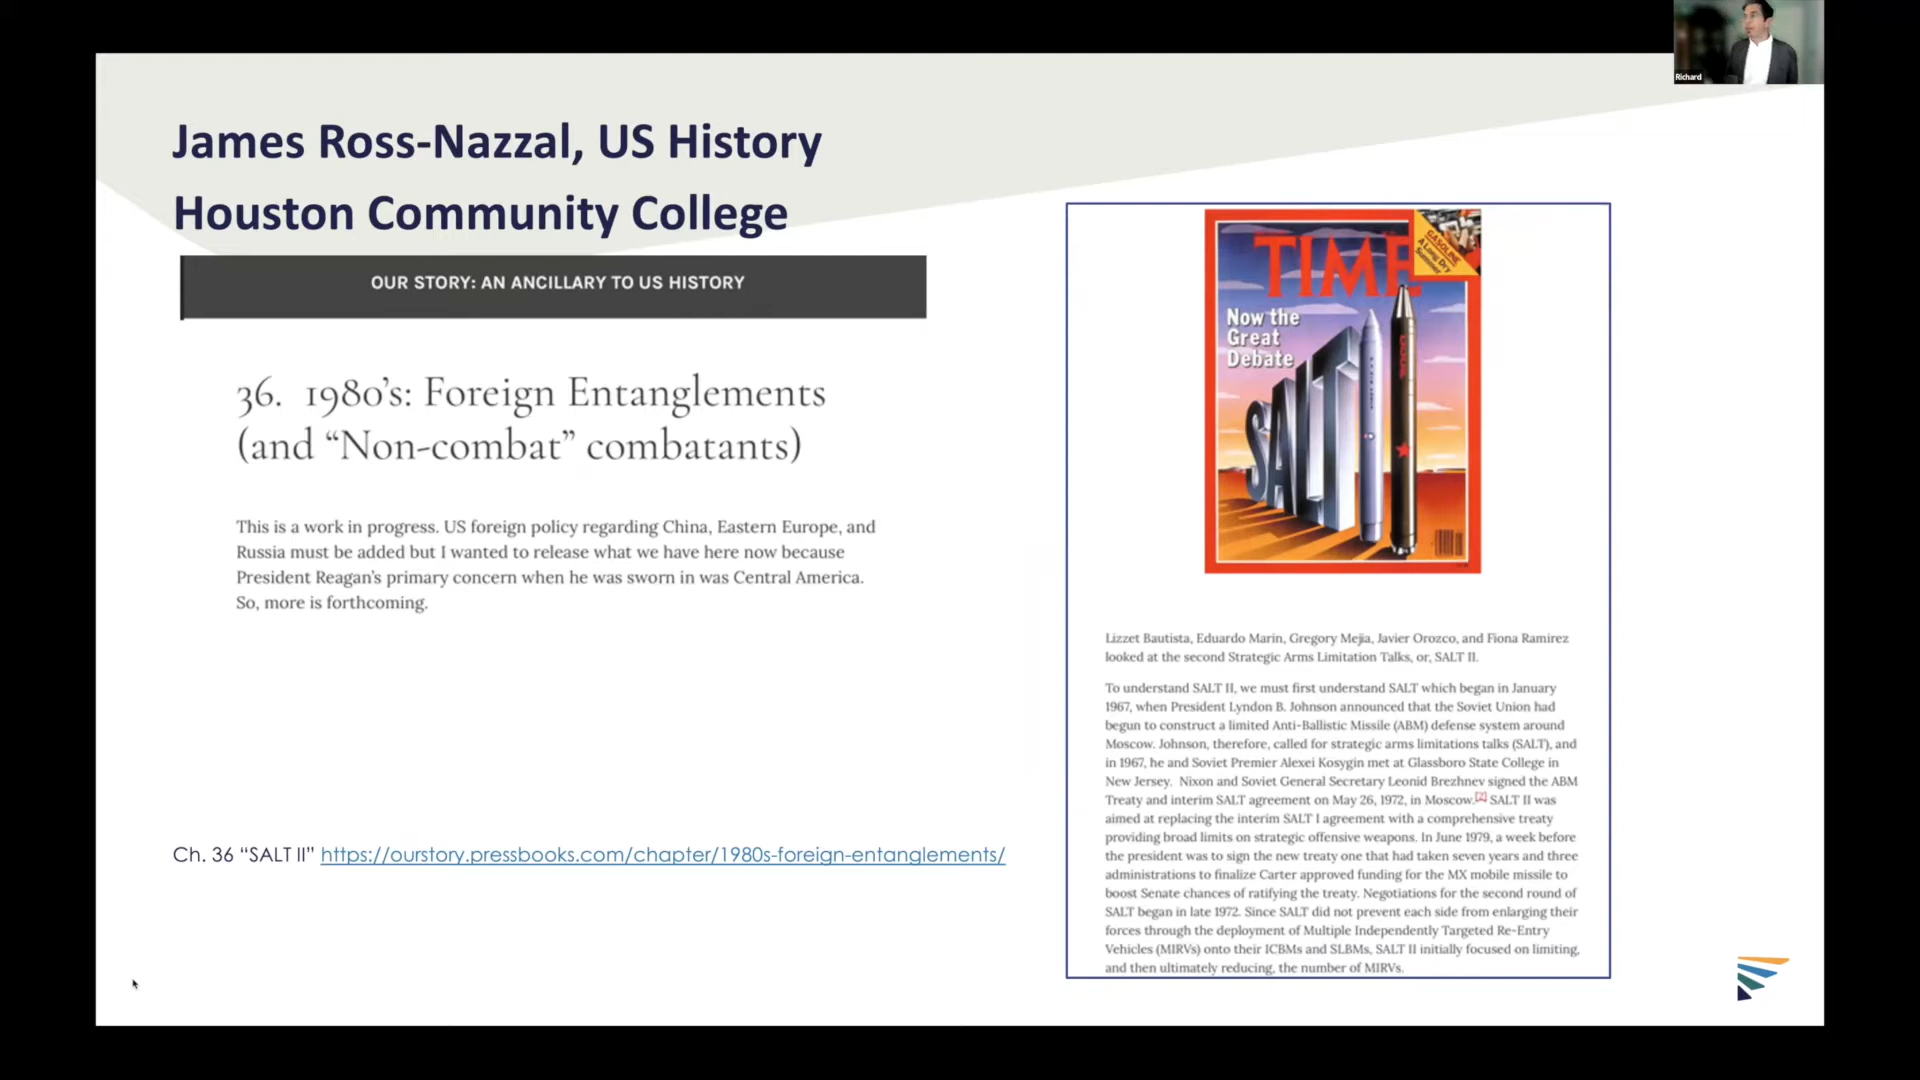 Richard
James Ross-Nazzal, US History
Houston Community College
OUR STORY: AN ANCILLARY TO US HISTORY
36. 1980's: Foreign Entanglements
(and “Non-combat” combatants)
This is a work in progress. US foreign policy regarding China, Eastern Europe, and
Russia must be added but I wanted to release what we have here now because
President Reagan's primary concern when he was sworn in was Central America.
So, more is forthcoming.
Ch. 36 “SALT II” https://ourstory.pressbooks.com/chapter/1980s-foreign-entanglements/
TIME
GASOLINE
A Long Dry
Summer
Now the
Great
Debate
SALT
Lizzet Bautista, Eduardo Marin, Gregory Mejia, Javier Orozco, and Fiona Ramirez
looked at the second Strategic Arms Limitation Talks, or, SALT II.
To understand SALT II, we must first understand SALT which began in January
1967, when President Lyndon B. Johnson announced that the Soviet Union had
begun to construct a limited Anti-Ballistic Missile (ABM) defense system around
Moscow. Johnson, therefore, called for strategic arms limitations talks (SALT), and
in 1967, he and Soviet Premier Alexei Kosygin met at Glassboro State College in
New Jersey. Nixon and Soviet General Secretary Leonid Brezhnev signed the ABM
Treaty and interim SALT agreement on May 26, 1972, in Moscow.[2] SALT II was
aimed at replacing the interim SALT I agreement with a comprehensive treaty
providing broad limits on strategic offensive weapons. In June 1979, a week before
the president was to sign the new treaty one that had taken seven years and three
administrations to finalize Carter approved funding for the MX mobile missile to
boost Senate chances of ratifying the treaty. Negotiations for the second round of
SALT began in late 1972. Since SALT did not prevent each side from enlarging their
forces through the deployment of Multiple Independently Targeted Re-Entry
Vehicles (MIRVs) onto their ICBMs and SLBMs, SALT II initially focused on limiting,
and then ultimately reducing, the number of MIRVs.